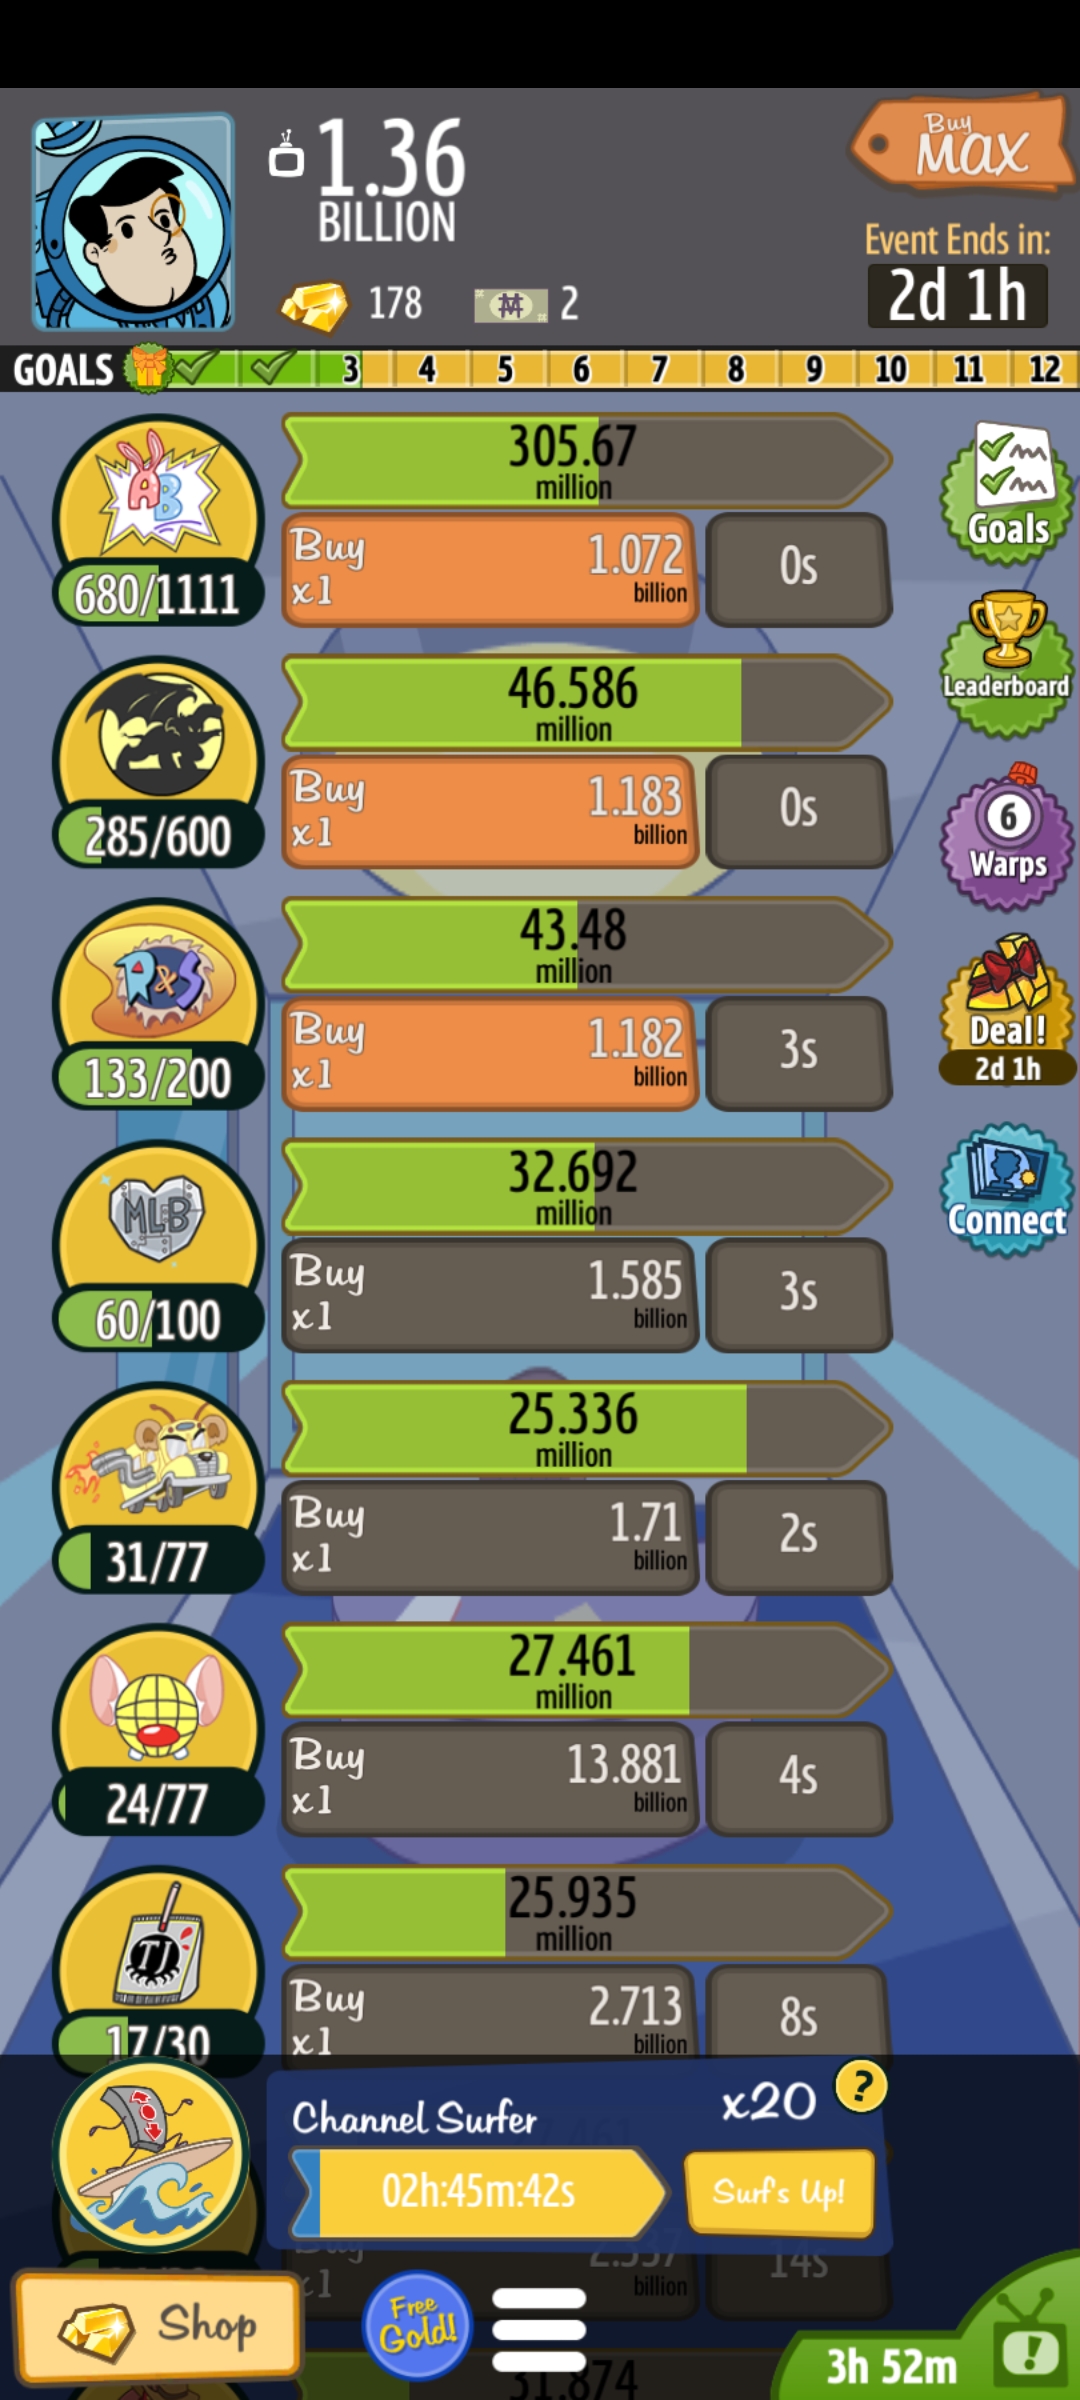 1.36
BILLION
Buy
MAX
Event Ends in:
2d 1h
178
2
GOALS 3 4 5 6 7 8 9 10 11 12
AB
305.67
million
Buy
x1
1.072
billion
0s
680/1111
Goals
46.586
million
Buy
x1
1.183
billion
0s
285/600
Leaderboard
6
Warps
R&S
43.48
million
Buy
x1
1.182
billion
3s
133/200
Deal!
2d 1h
MLB
32.692
million
Buy
x1
1.585
billion
3s
60/100
Connect
25.336
million
Buy
x1
1.71
billion
2s
31/77
27.461
million
Buy
x1
13.881
billion
4s
24/77
TJ
25.935
million
Buy
x1
2.713
billion
8s
17/30
Channel Surfer
x20
?
02h:45m:42s
Surf's Up!
Buy
x1
billion
14s
Shop
Free
Gold!
3h 52m
!
31.874